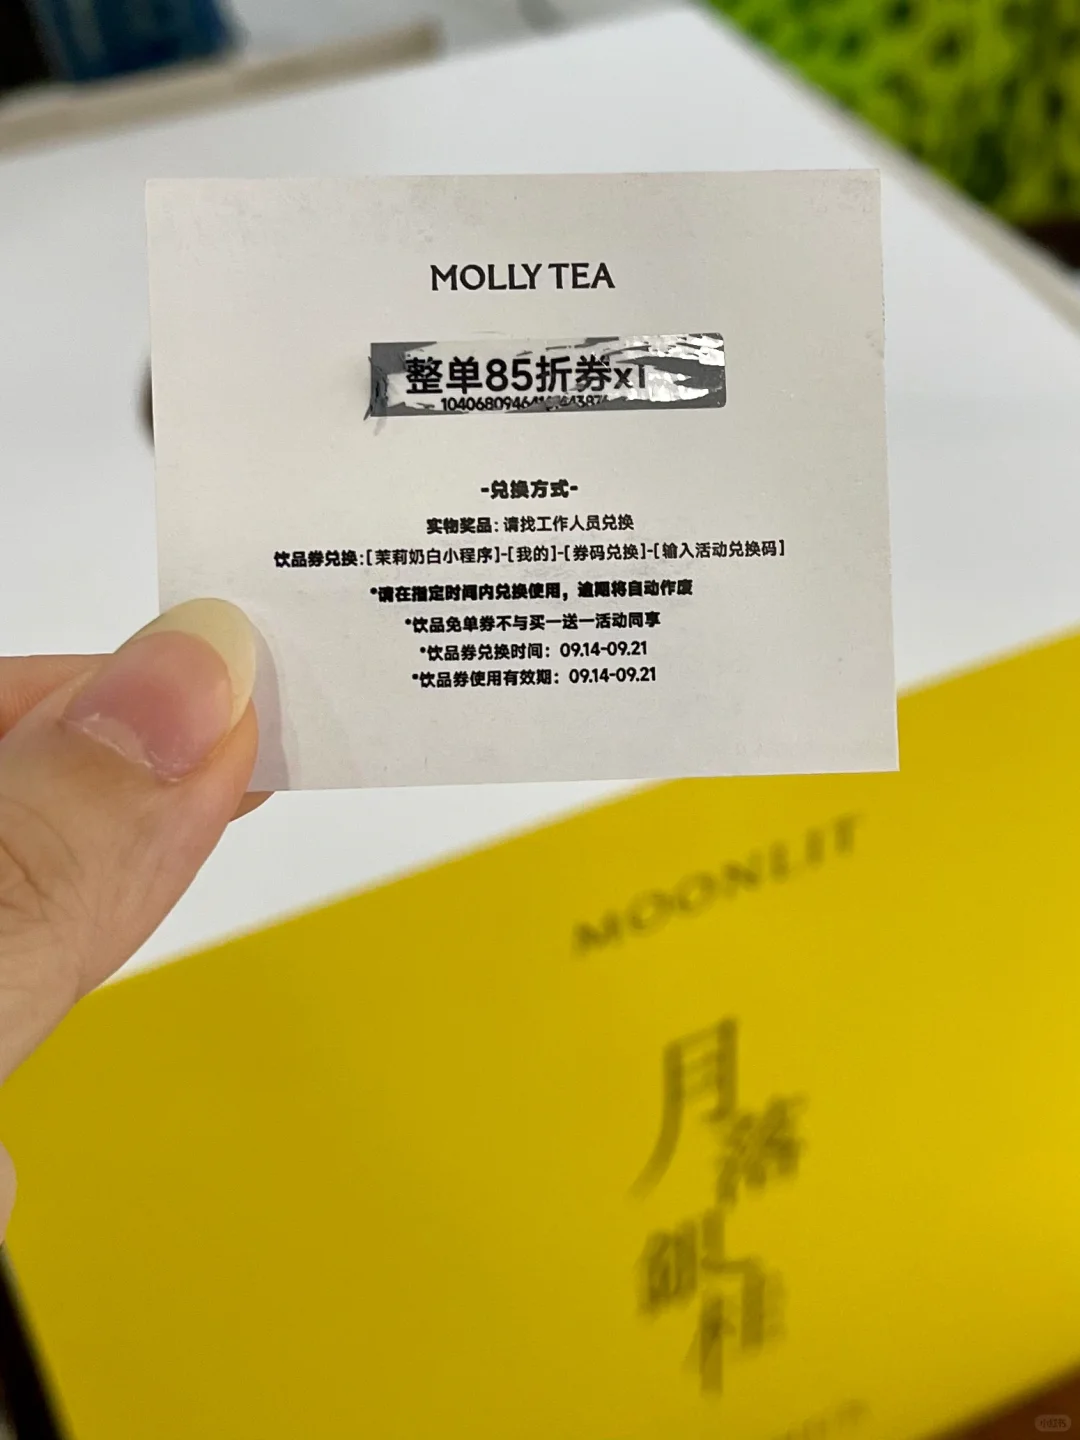 MOLLY TEA
整单85折券x1
-兑换方式-
实物奖品：请找工作人员兑换
饮品券兑换:[茉莉奶白小程序]-[我的]-[券码兑换]-[输入活动兑换码]
*请在指定时间内兑换使用，逾期将自动作废
*饮品免单券不与买一送一活动同享
*饮品券兑换时间：09.14-09.21
*饮品券使用有效期：09.14-09.21
MOONLIT
月
落
小红书